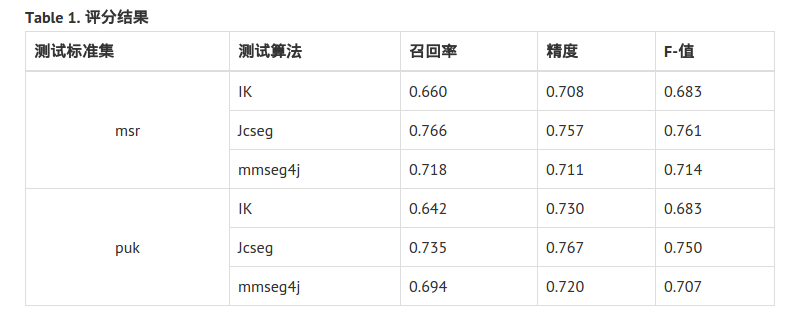 Table 1. 评分结果
测试标准集 测试算法 召回率 精度 F-值
msr IK 0.660 0.708 0.683
Jcseg 0.766 0.757 0.761
mmseg4j 0.718 0.711 0.714
puk IK 0.642 0.730 0.683
Jcseg 0.735 0.767 0.750
mmseg4j 0.694 0.720 0.707